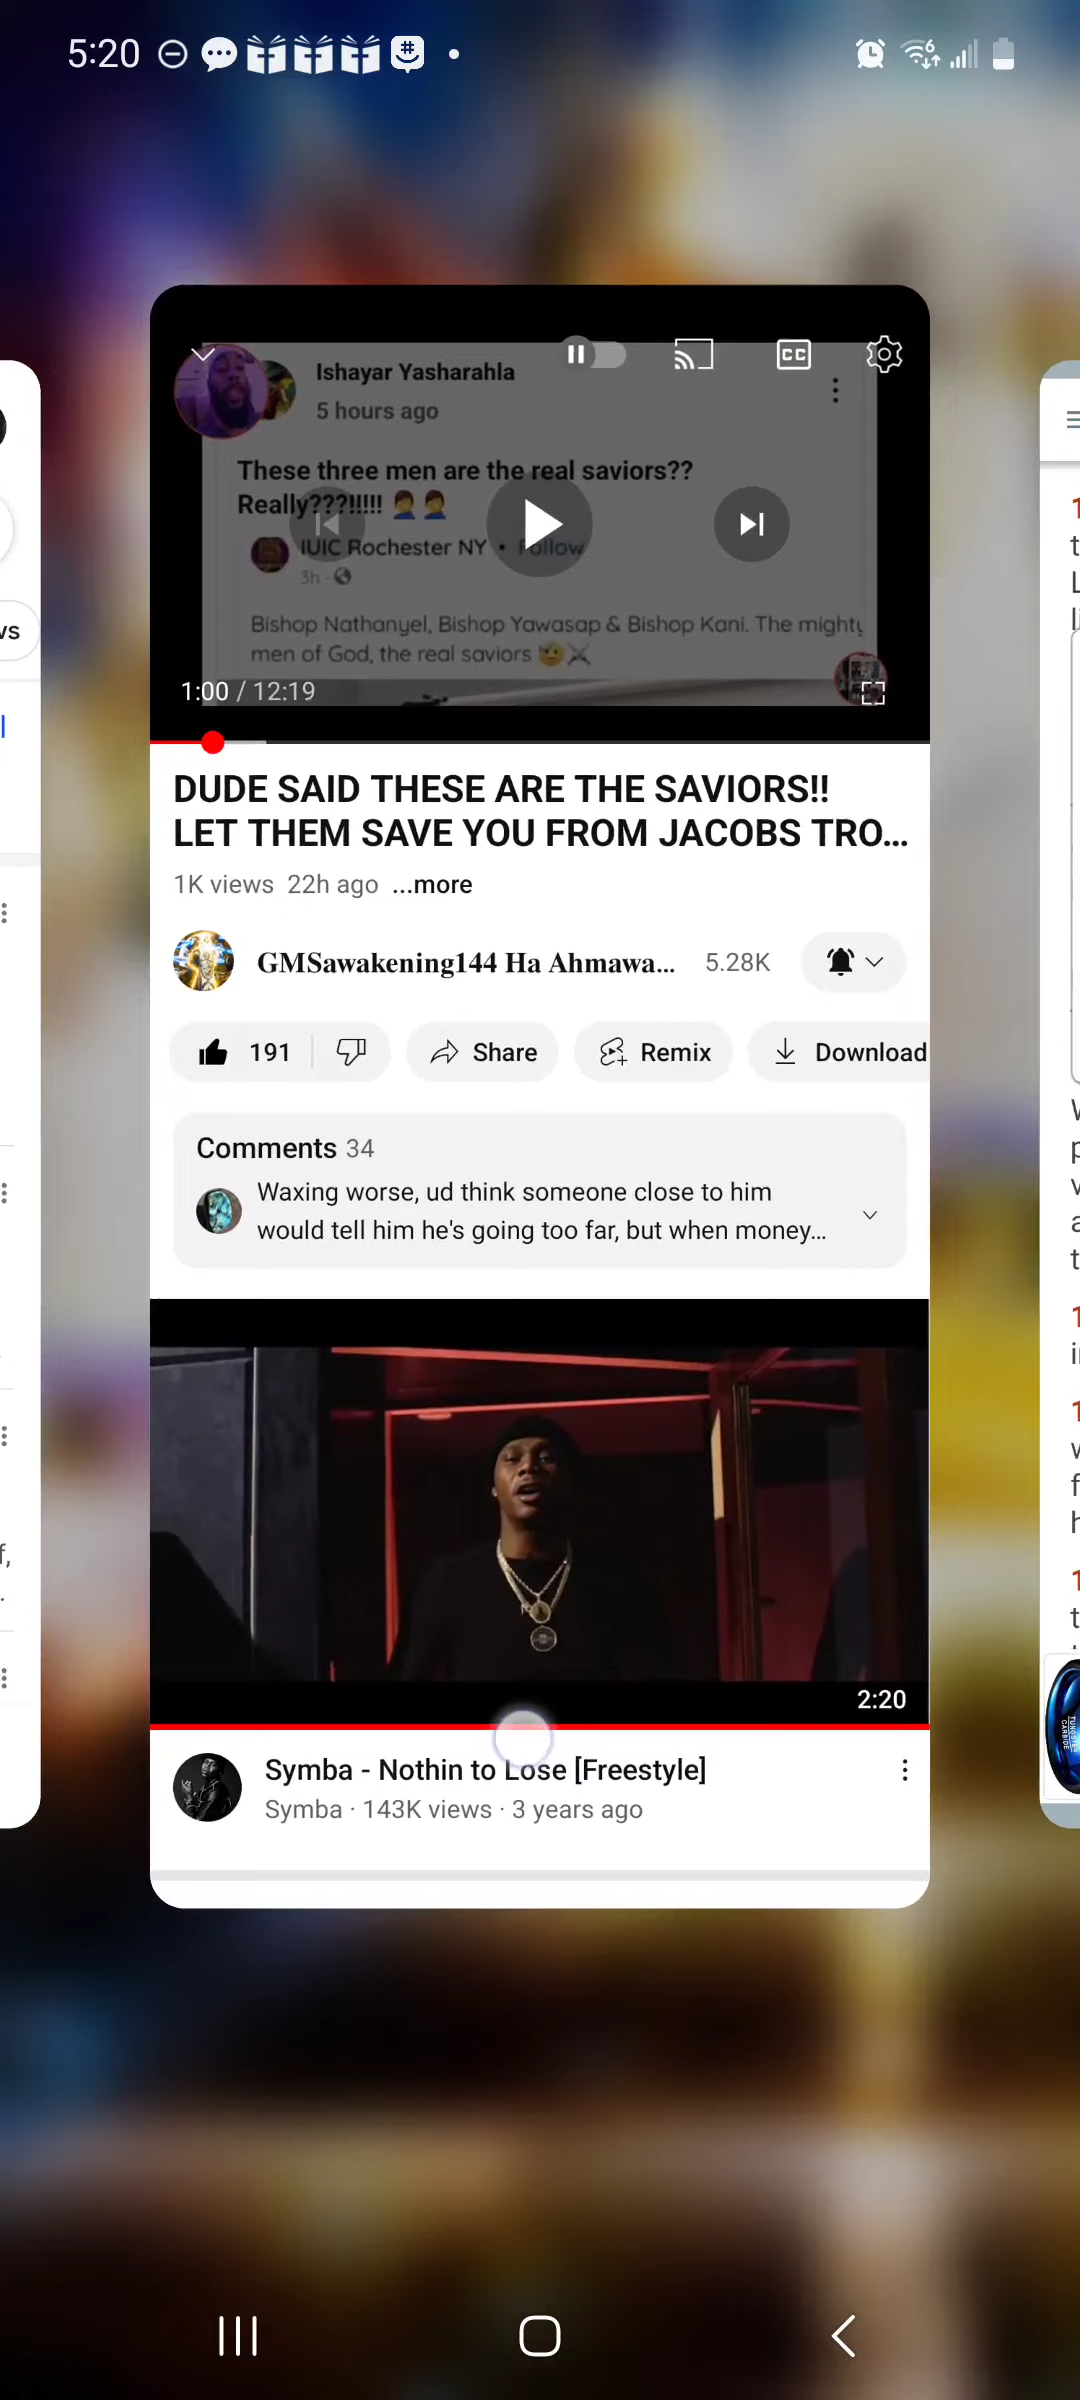 5:20
Ishayar Yasharahla
5 hours ago
These three men are the real saviors??
Really???!!!!! 🤦‍♂️ 🤦‍♂️
IUIC Rochester NY • Follow
3h
Bishop Nathanyel, Bishop Yawasap & Bishop Kani. The mighty
men of God, the real saviors 🫡⚔️
1:00 / 12:19
DUDE SAID THESE ARE THE SAVIORS!!
LET THEM SAVE YOU FROM JACOBS TRO...
1K views 22h ago ...more
GMSawakening144 Ha Ahmawa... 5.28K
191 Share Remix Download
Comments 34
Waxing worse, ud think someone close to him
would tell him he's going too far, but when money...
2:20
Symba - Nothin to Lose [Freestyle]
Symba · 143K views · 3 years ago